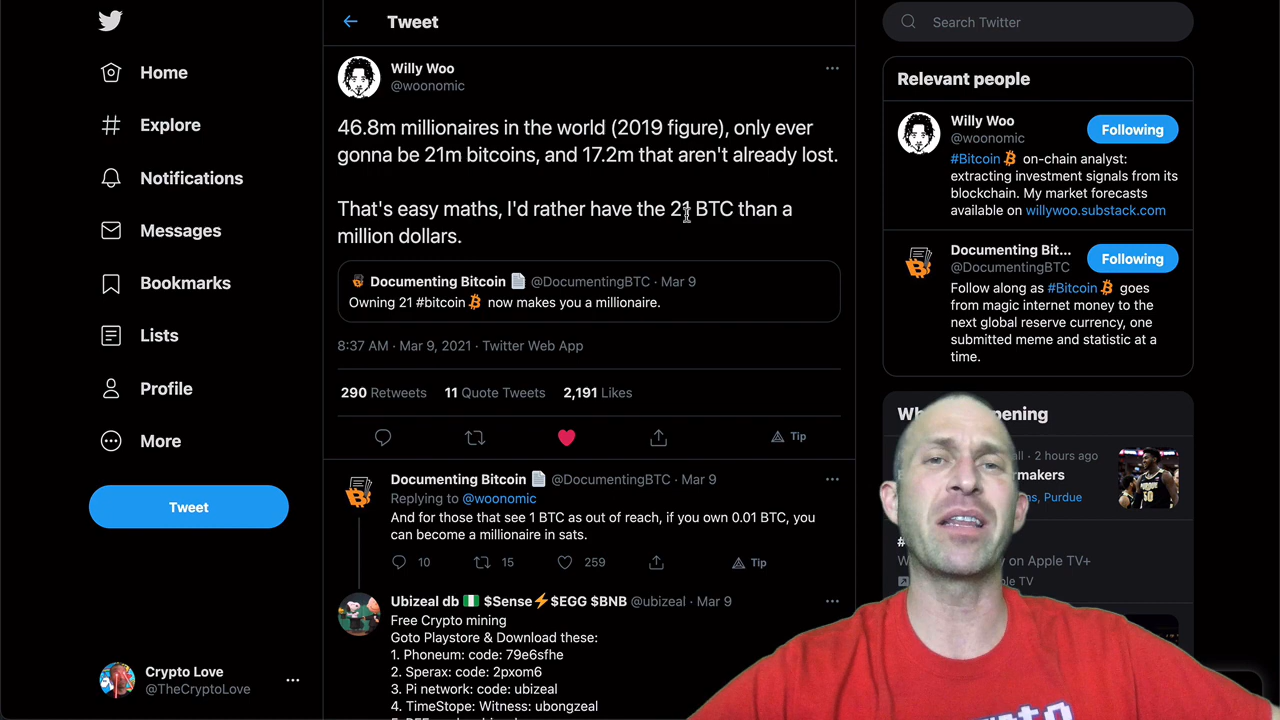 Tweet
Search Twitter
Home
Explore
Notifications
Messages
Bookmarks
Lists
Profile
More
Tweet
Crypto Love
@TheCryptoLove
Willy Woo
@woonomic
46.8m millionaires in the world (2019 figure), only ever
gonna be 21m bitcoins, and 17.2m that aren't already lost.
That's easy maths, I'd rather have the 21 BTC than a
million dollars.
Documenting Bitcoin @DocumentingBTC · Mar 9
Owning 21 #bitcoin now makes you a millionaire.
8:37 AM · Mar 9, 2021 · Twitter Web App
290 Retweets 11 Quote Tweets 2,191 Likes
Tip
Documenting Bitcoin @DocumentingBTC · Mar 9
Replying to @woonomic
And for those that see 1 BTC as out of reach, if you own 0.01 BTC, you
can become a millionaire in sats.
10 15 259 Tip
Ubizeal db $Sense⚡$EGG $BNB @ubizeal · Mar 9
Free Crypto mining
Goto Playstore & Download these:
1. Phoneum: code: 79e6sfhe
2. Sperax: code: 2pxom6
3. Pi network: code: ubizeal
4. TimeStope: Witness: ubongzeal
Relevant people
Willy Woo
@woonomic
Following
#Bitcoin on-chain analyst:
extracting investment signals from its
blockchain. My market forecasts
available on willywoo.substack.com
Documenting Bit...
@DocumentingBTC
Following
Follow along as #Bitcoin goes
from magic internet money to the
next global reserve currency, one
submitted meme and statistic at a
time.
2 hours ago
Purdue
on Apple TV+